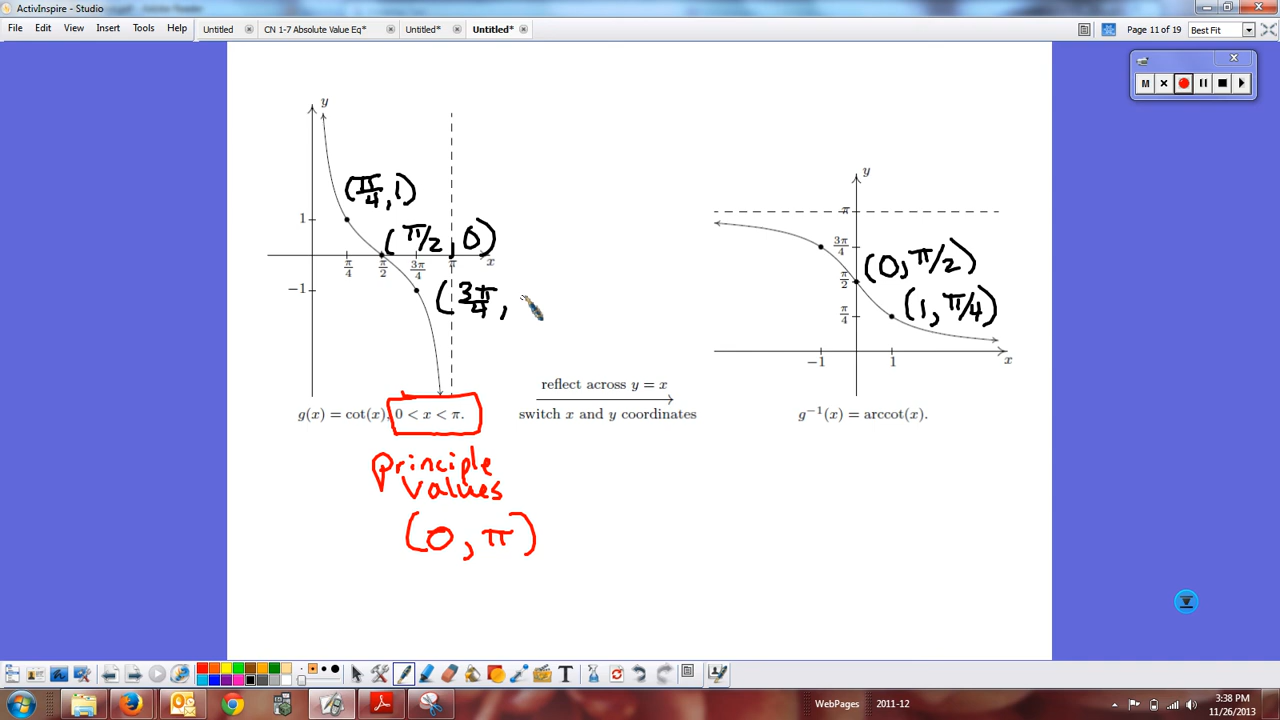 ActivInspire - Studio
File Edit View Insert Tools Help
Untitled
CN 1-7 Absolute Value Eq*
Untitled*
Untitled*
Page 11 of 19
Best Fit
M
y
(π/4, 1)
1
(π/2, 0)
x
π/4 π/2 3π/4 π
−1
(3π/4,
g(x) = cot(x), 0 < x < π.
principle
values
(0, π)
reflect across y = x
switch x and y coordinates
y
π
3π/4
(0, π/2)
π/2
(1, π/4)
π/4
−1 1 x
g⁻¹(x) = arccot(x).
WebPages 2011-12
3:38 PM
11/26/2013